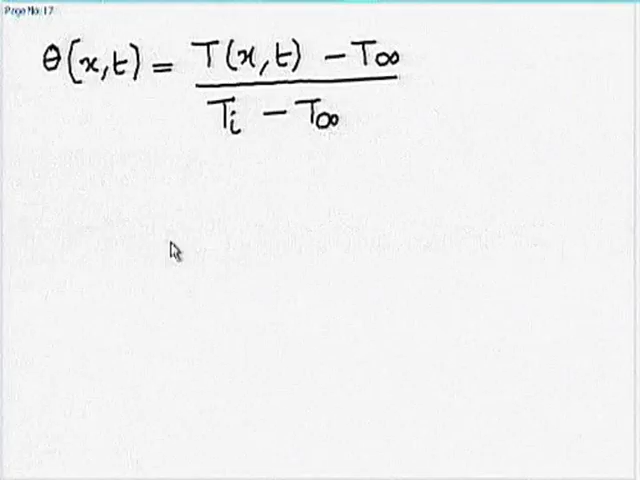 Page No: 17
θ(x,t) = T(x,t) - T∞
Ti - T∞